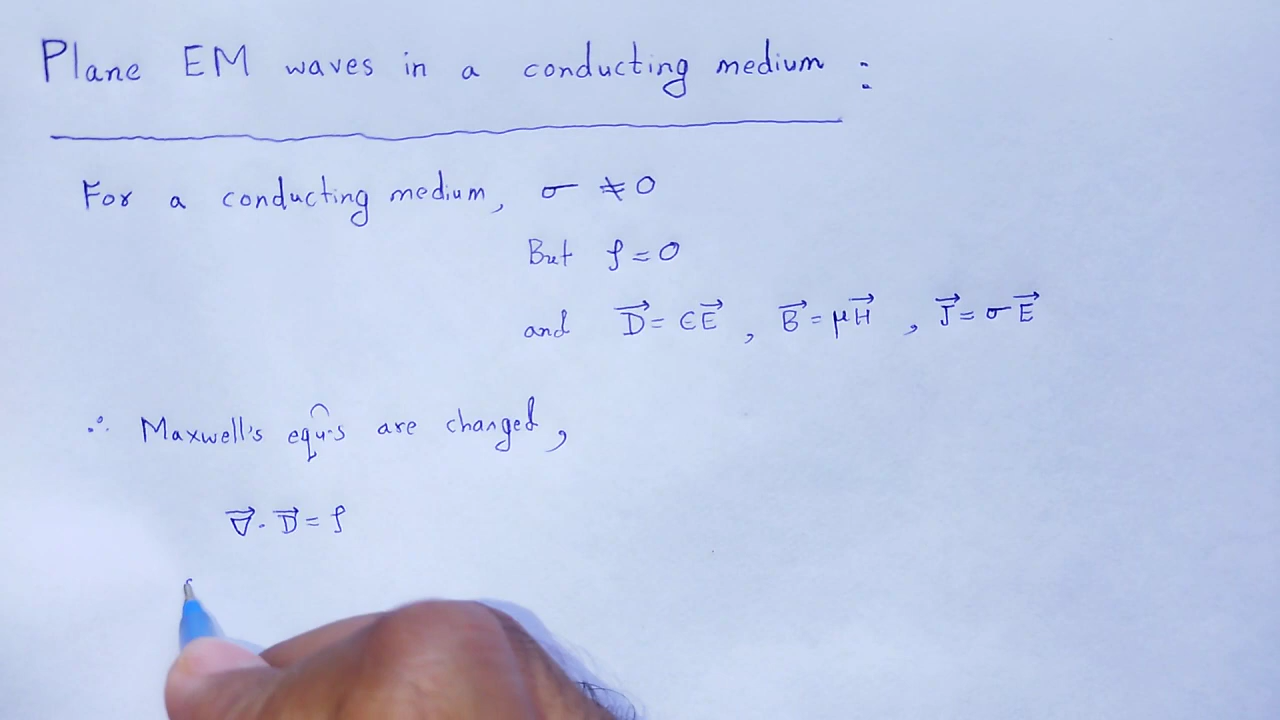 Plane EM waves in a conducting medium :
For a conducting medium, σ ≠ 0
But ρ = 0
and D⃗ = ϵE⃗ , B⃗ = μH⃗ , J⃗ = σE⃗
∴ Maxwell's equ̲s are changed,
∇⃗ . D⃗ = ρ